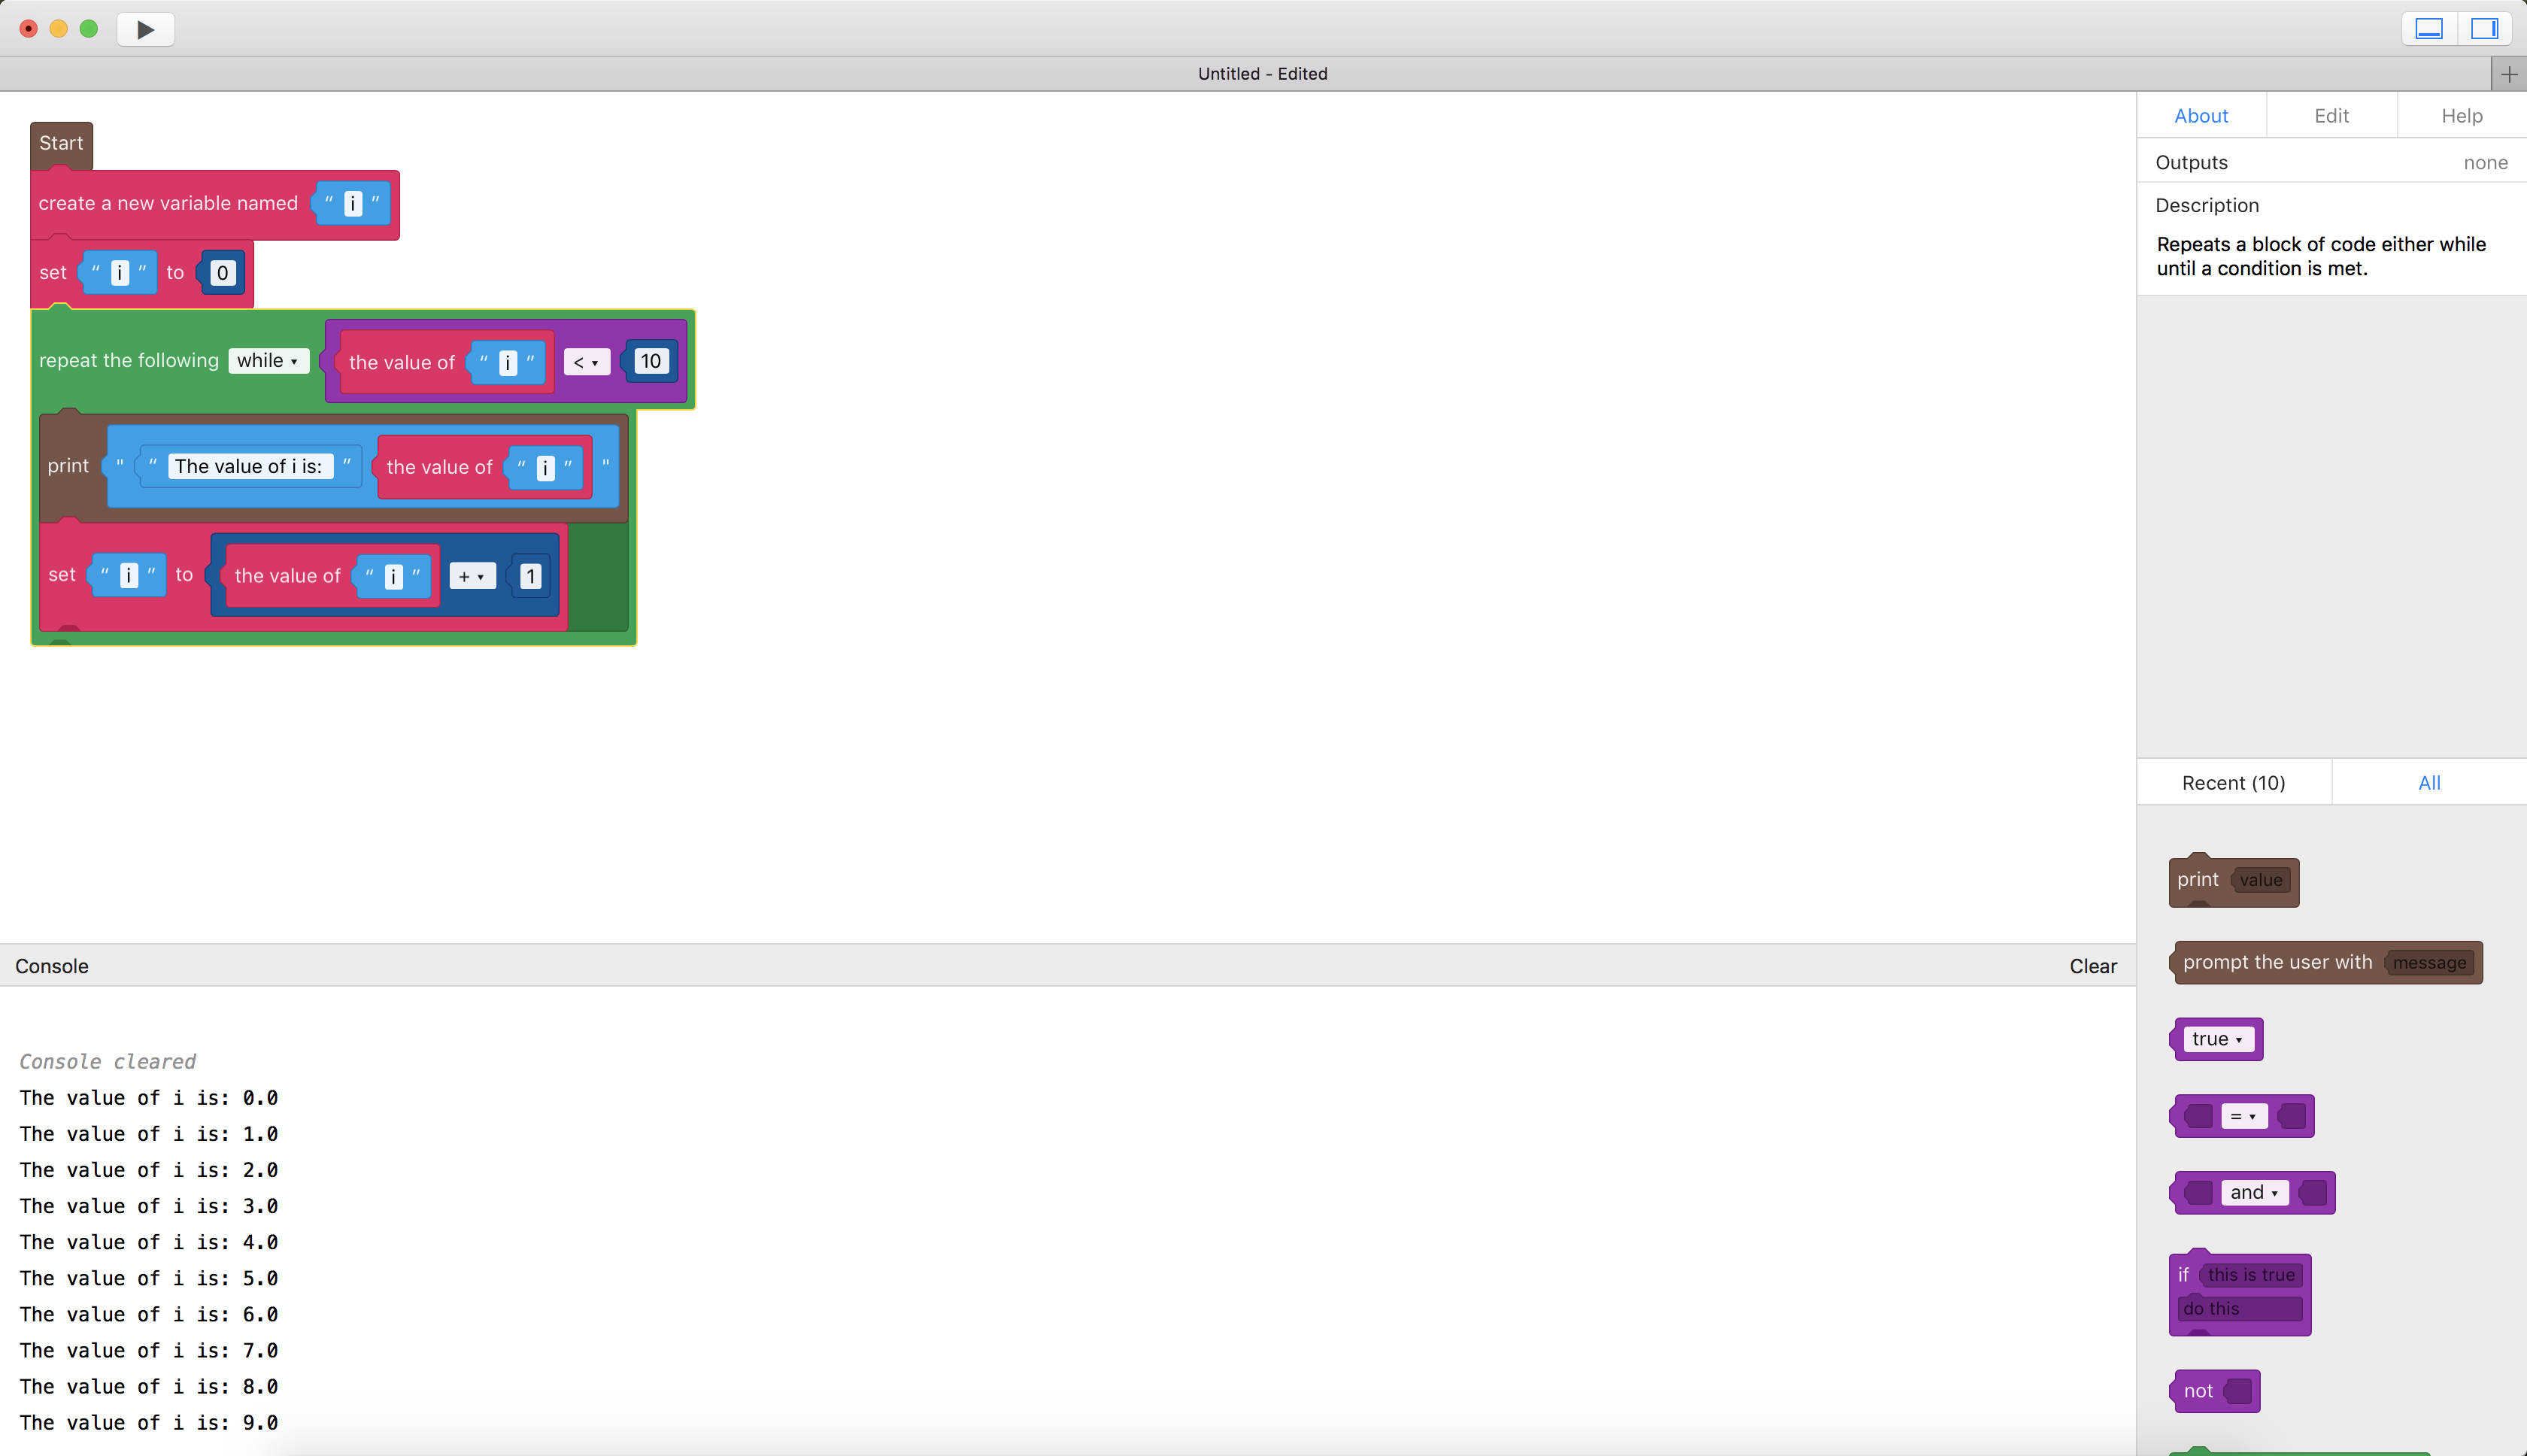 Untitled - Edited
Start
create a new variable named “ i ”
set “ i ” to 0
repeat the following while the value of “ i ” < 10
print " “ The value of i is: ” the value of “ i ” "
set “ i ” to the value of “ i ” + 1
Console Clear
Console cleared
The value of i is: 0.0
The value of i is: 1.0
The value of i is: 2.0
The value of i is: 3.0
The value of i is: 4.0
The value of i is: 5.0
The value of i is: 6.0
The value of i is: 7.0
The value of i is: 8.0
The value of i is: 9.0
About Edit Help
Outputs none
Description
Repeats a block of code either while
until a condition is met.
Recent (10) All
print value
prompt the user with message
true
=
and
if this is true
do this
not